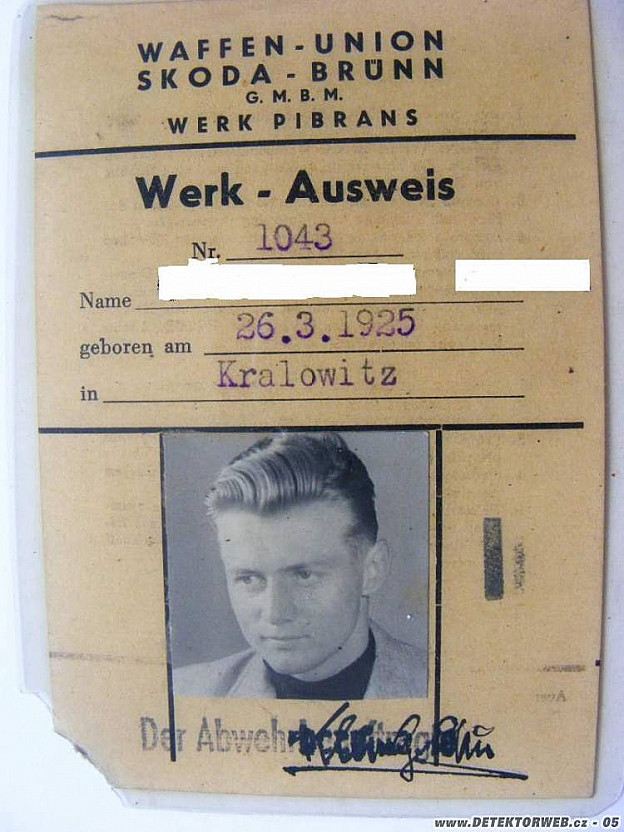 WAFFEN-UNION
SKODA-BRÜNN
G.M.B.M.
WERK PIBRANS
Werk - Ausweis
Nr. 1043
Name
geboren am 26.3.1925
in Kralowitz
Der
www.DETEKTORWEB.cz - 05